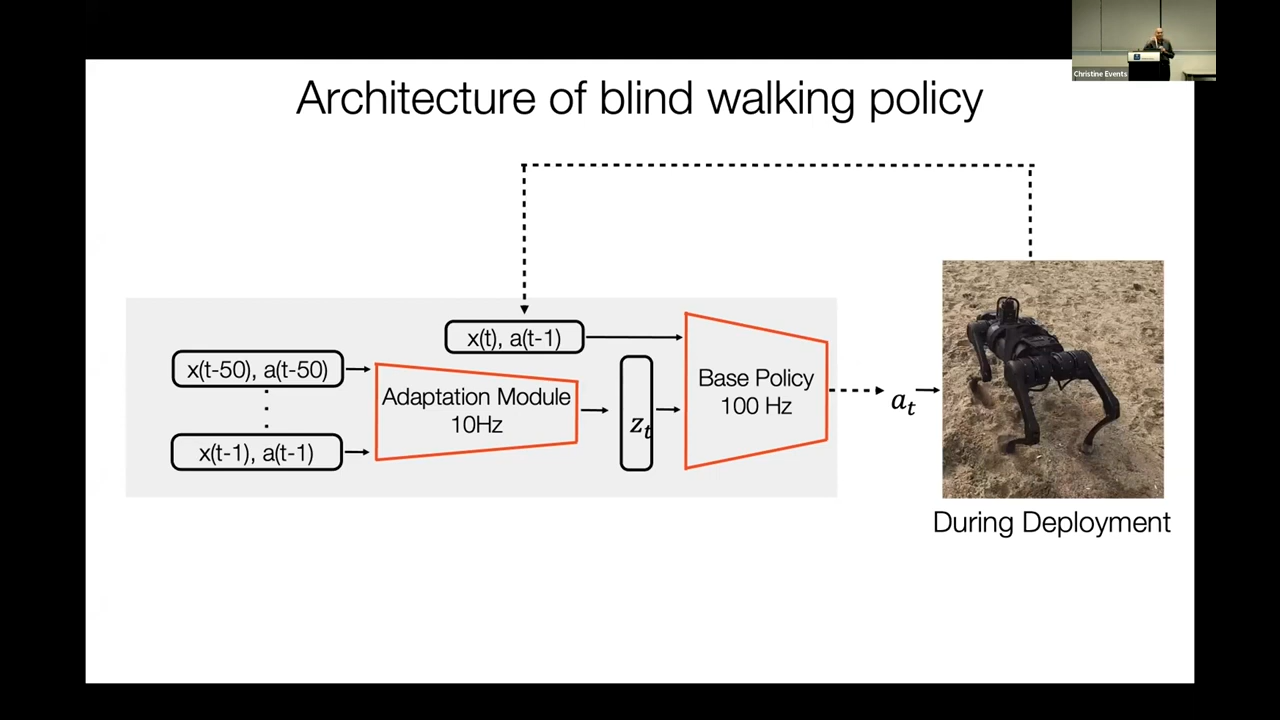 Christine Events
Architecture of blind walking policy
x(t), a(t-1)
x(t-50), a(t-50)
x(t-1), a(t-1)
Adaptation Module
10Hz
z_t
Base Policy
100 Hz
a_t
During Deployment